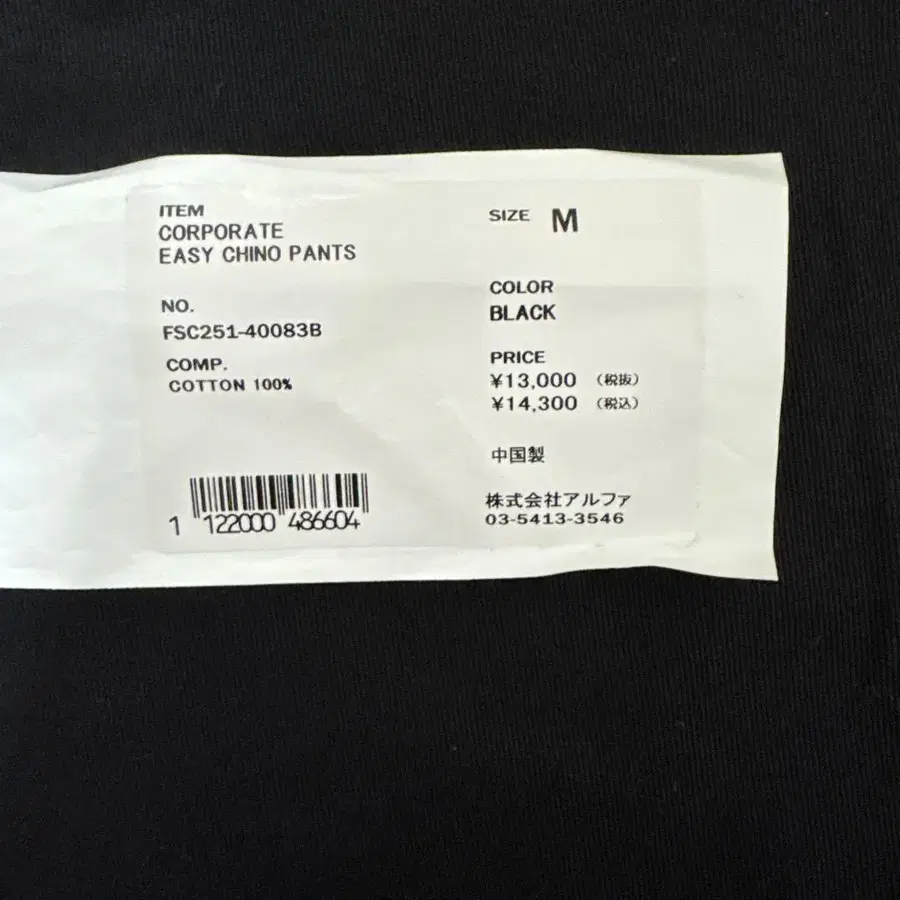 ITEM
CORPORATE
EASY CHINO PANTS
NO.
FSC251-40083B
COMP.
COTTON 100%
1 122000 486604
SIZE M
COLOR
BLACK
PRICE
¥13,000 (税抜)
¥14,300 (税込)
中国製
株式会社アルファ
03-5413-3546